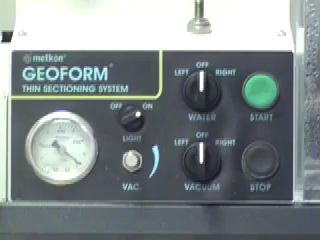 metkon®
GEOFORM®
THIN SECTIONING SYSTEM
OFF ON
LIGHT
VAC.
OFF
LEFT RIGHT
WATER
START
OFF
LEFT RIGHT
VACUUM
STOP